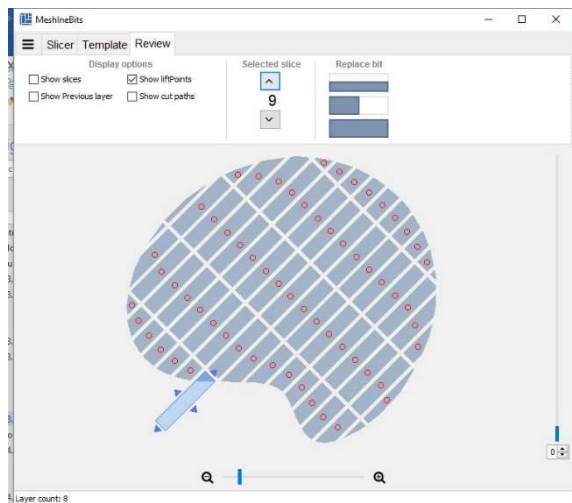 MeshIneBits
Slicer Template Review
Display options
Show slices
Show liftPoints
Show Previous layer
Show cut paths
Selected slice
9
Replace bit
0
Layer count: 8